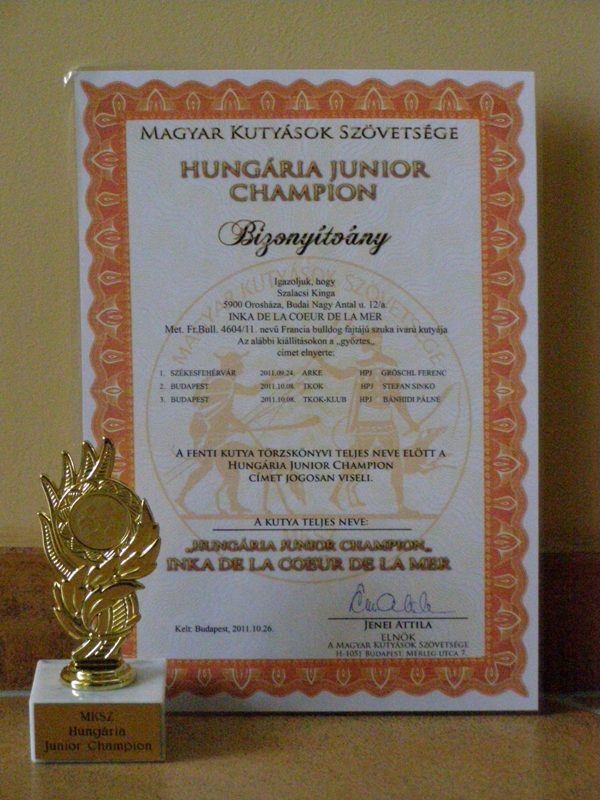 MAGYAR KUTYÁSOK SZÖVETSÉGE
HUNGÁRIA JUNIOR
CHAMPION
Bizonyítvány
MAGYAR KUTYÁSOK SZÖVETSÉGE
Igazoljuk, hogy
Szalacsi Kinga
5900 Orosháza, Budai Nagy Antal u. 12/a.
INKA DE LA COEUR DE LA MER
Met. Fr.Bull. 4604/11. nevű Francia bulldog fajtájú szuka ivarú kutyája
Az alábbi kiállításokon a „győztes„
címet elnyerte:
1. SZÉKESFEHÉRVÁR 2011.09.24. ARKE HPJ GRÖSCHL FERENC
2. BUDAPEST 2011.10.08. TKOK HPJ STEFAN SINKO
3. BUDAPEST 2011.10.08. TKOK-KLUB HPJ BÁNHIDI PÁLNÉ
A FENTI KUTYA TÖRZSKÖNYVI TELJES NEVE ELŐTT A
HUNGÁRIA JUNIOR CHAMPION
CÍMET JOGOSAN VISELI.
A KUTYA TELJES NEVE:
„HUNGÁRIA JUNIOR CHAMPION„
INKA DE LA COEUR DE LA MER
Kelt: Budapest, 2011.10.26.
JENEI ATTILA
ELNÖK
A MAGYAR KUTYÁSOK SZÖVETSÉGE
H-1051 BUDAPEST, MÉRLEG UTCA 7.
MKSZ
Hungária
Junior Champion